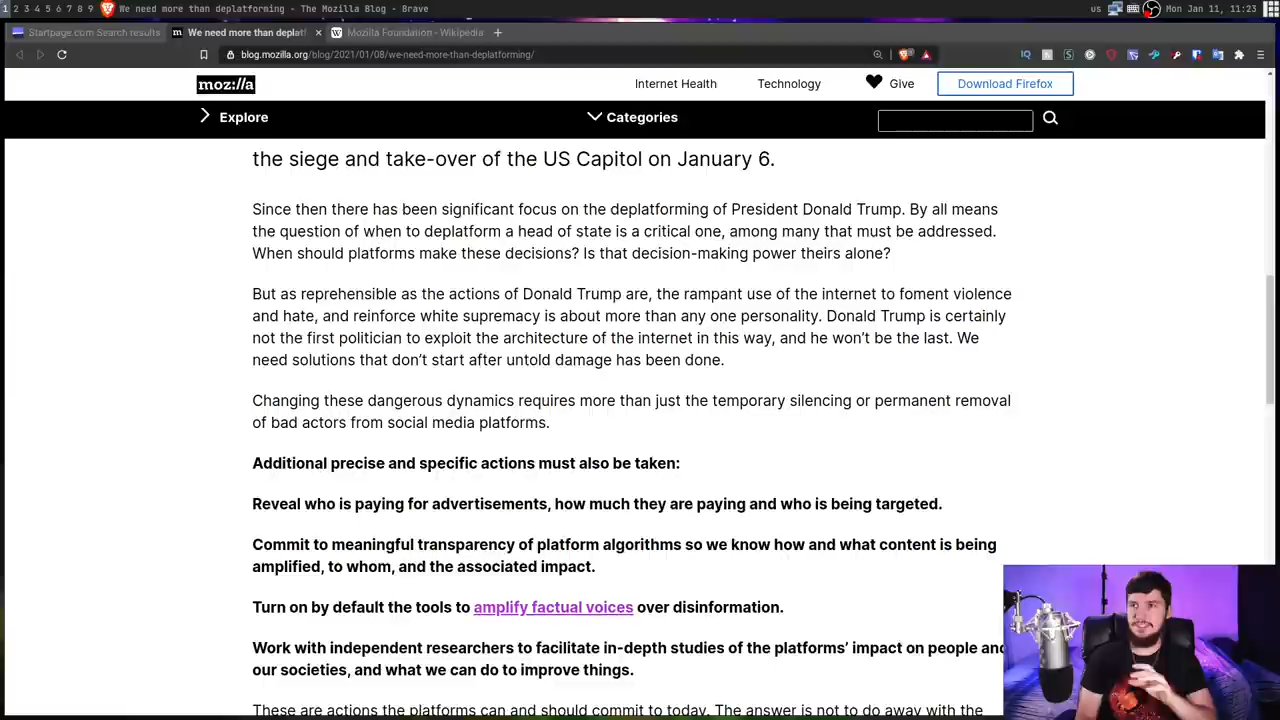 1 2 3 4 5 6 7 8 9 We need more than deplatforming - The Mozilla Blog - Brave us Mon Jan 11, 11:23
Startpage.com Search results We need more than deplat Mozilla Foundation - Wikipedia
blog.mozilla.org/blog/2021/01/08/we-need-more-than-deplatforming/
moz://a Internet Health Technology Give Download Firefox
Explore Categories
the siege and take-over of the US Capitol on January 6.
Since then there has been significant focus on the deplatforming of President Donald Trump. By all means
the question of when to deplatform a head of state is a critical one, among many that must be addressed.
When should platforms make these decisions? Is that decision-making power theirs alone?
But as reprehensible as the actions of Donald Trump are, the rampant use of the internet to foment violence
and hate, and reinforce white supremacy is about more than any one personality. Donald Trump is certainly
not the first politician to exploit the architecture of the internet in this way, and he won’t be the last. We
need solutions that don’t start after untold damage has been done.
Changing these dangerous dynamics requires more than just the temporary silencing or permanent removal
of bad actors from social media platforms.
Additional precise and specific actions must also be taken:
Reveal who is paying for advertisements, how much they are paying and who is being targeted.
Commit to meaningful transparency of platform algorithms so we know how and what content is being
amplified, to whom, and the associated impact.
Turn on by default the tools to amplify factual voices over disinformation.
Work with independent researchers to facilitate in-depth studies of the platforms’ impact on people and
our societies, and what we can do to improve things.
These are actions the platforms can and should commit to today. The answer is not to do away with the